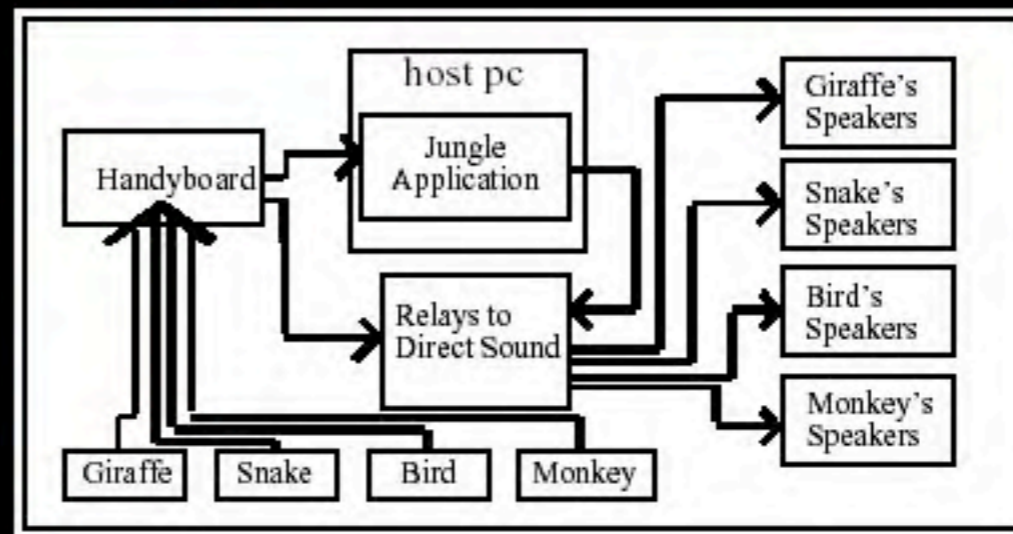 host pc
Jungle
Application
Handyboard
Relays to
Direct Sound
Giraffe's
Speakers
Snake's
Speakers
Bird's
Speakers
Monkey's
Speakers
Giraffe
Snake
Bird
Monkey